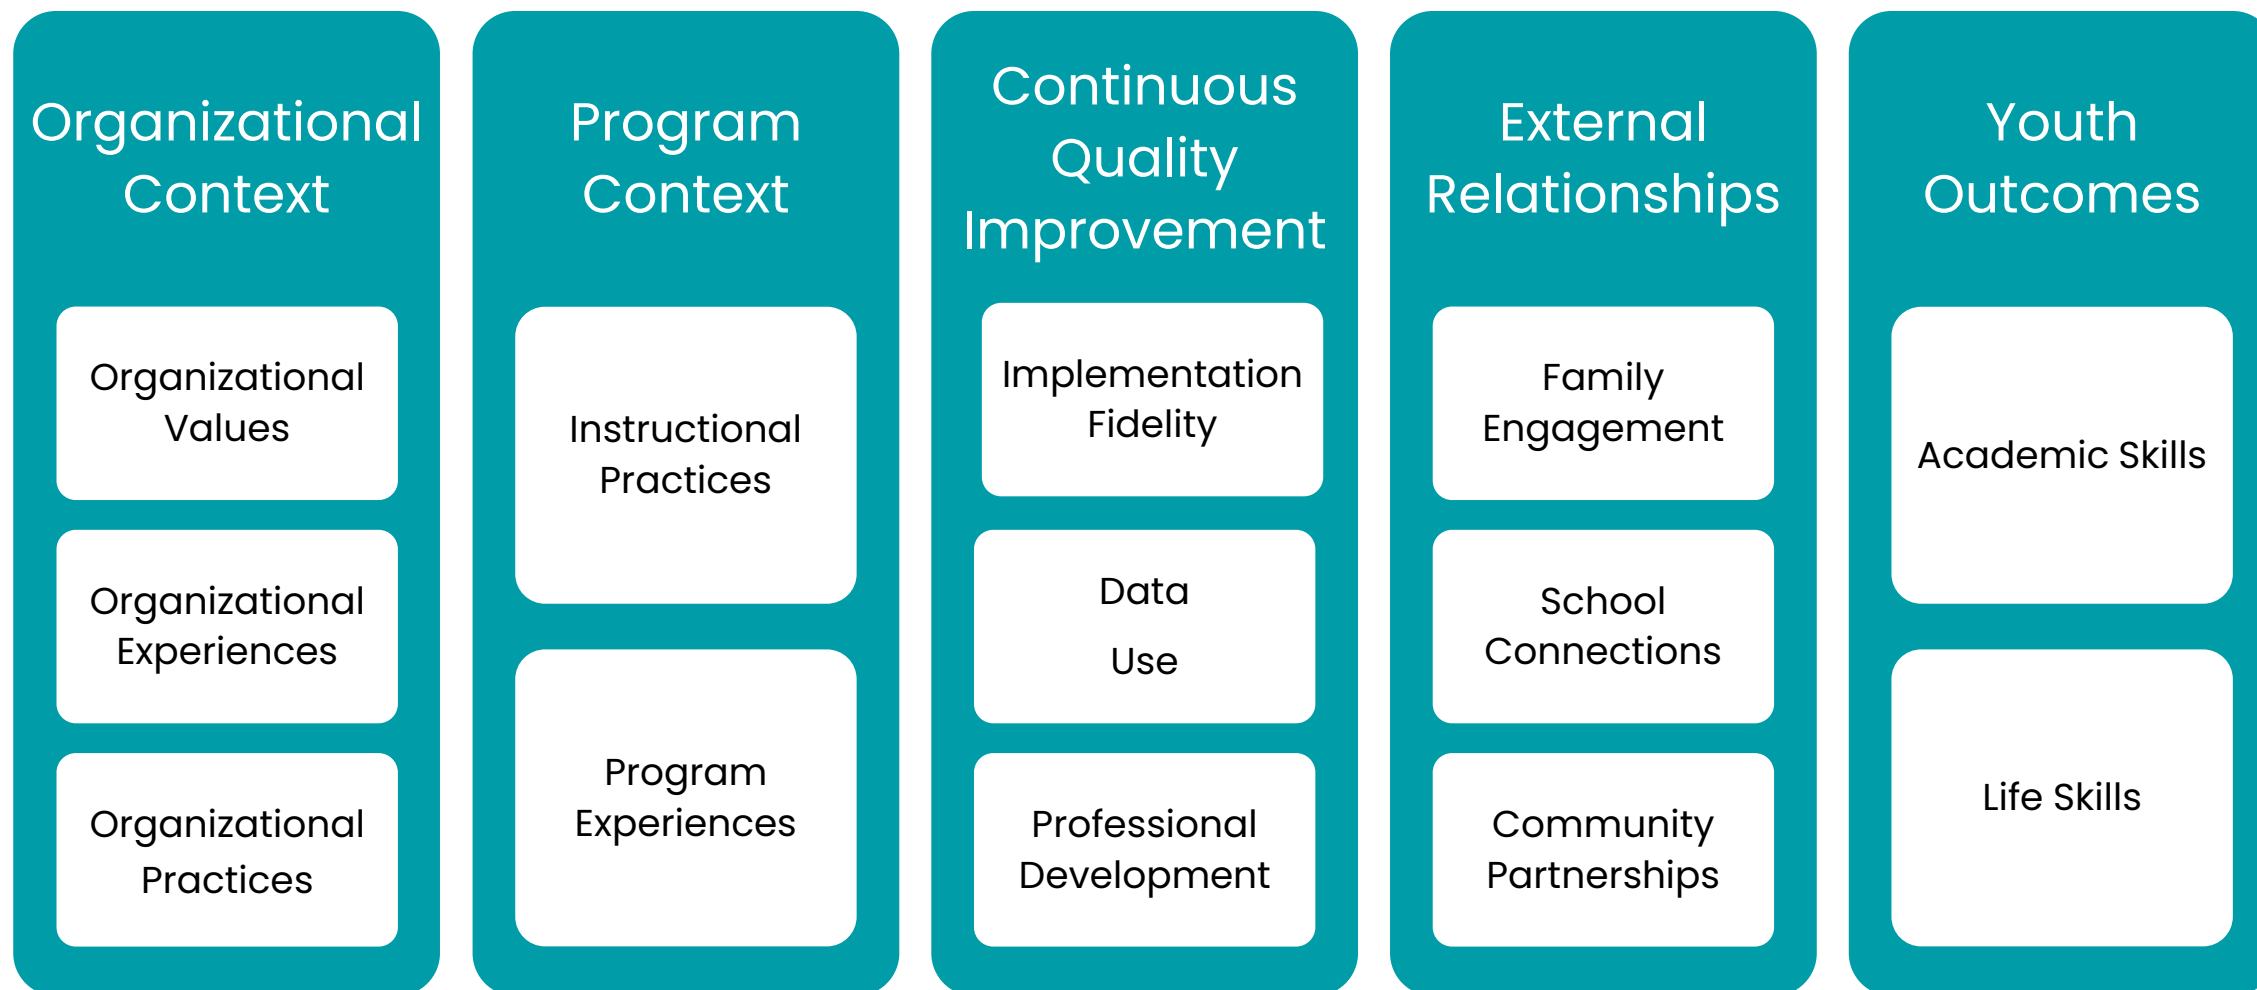 Organizational
Context
Organizational
Values
Organizational
Experiences
Organizational
Practices
Program
Context
Instructional
Practices
Program
Experiences
Continuous
Quality
Improvement
Implementation
Fidelity
Data
Use
Professional
Development
External
Relationships
Family
Engagement
School
Connections
Community
Partnerships
Youth
Outcomes
Academic Skills
Life Skills